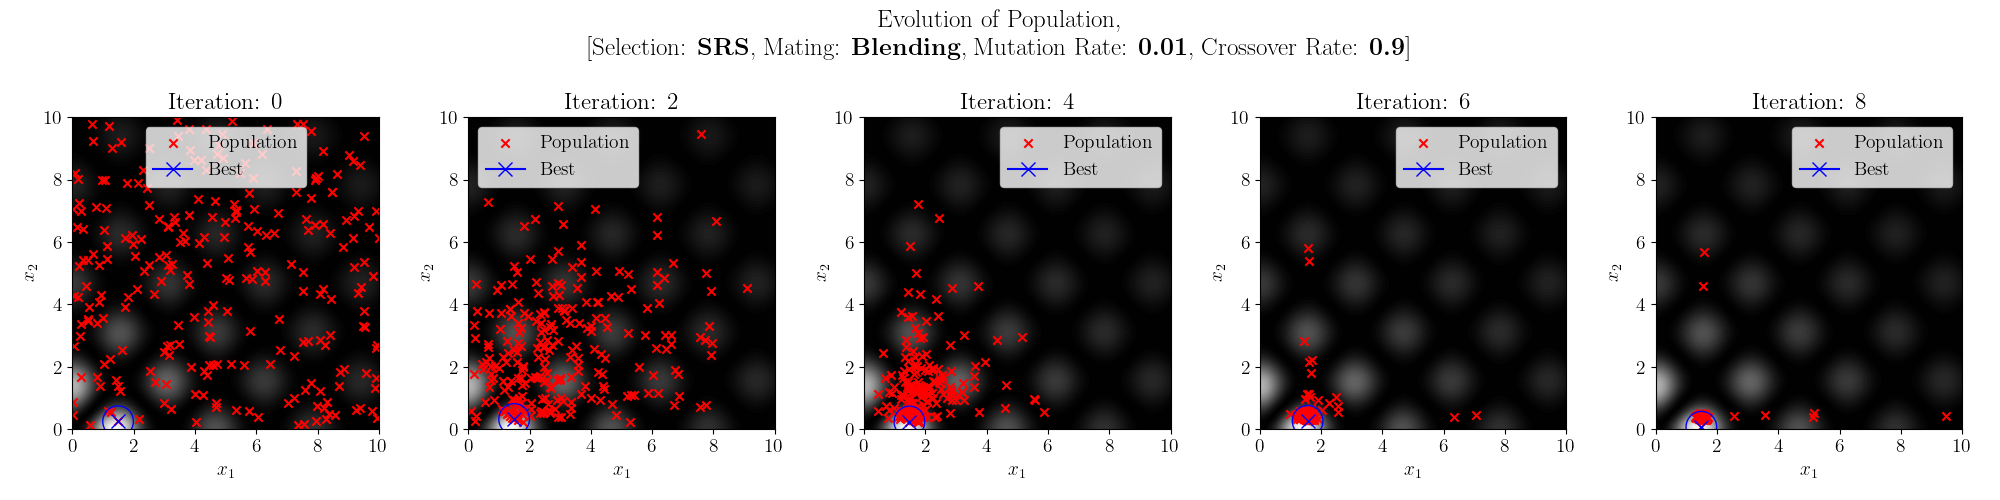 Evolution of Population,
[Selection: SRS, Mating: Blending, Mutation Rate: 0.01, Crossover Rate: 0.9]
Iteration: 0
10
8
6
4
2
0
x2
Population
Best
0 2 4 6 8 10
x1
Iteration: 2
10
8
6
4
2
0
x2
Population
Best
0 2 4 6 8 10
x1
Iteration: 4
10
8
6
4
2
0
x2
Population
Best
0 2 4 6 8 10
x1
Iteration: 6
10
8
6
4
2
0
x2
Population
Best
0 2 4 6 8 10
x1
Iteration: 8
10
8
6
4
2
0
x2
Population
Best
0 2 4 6 8 10
x1